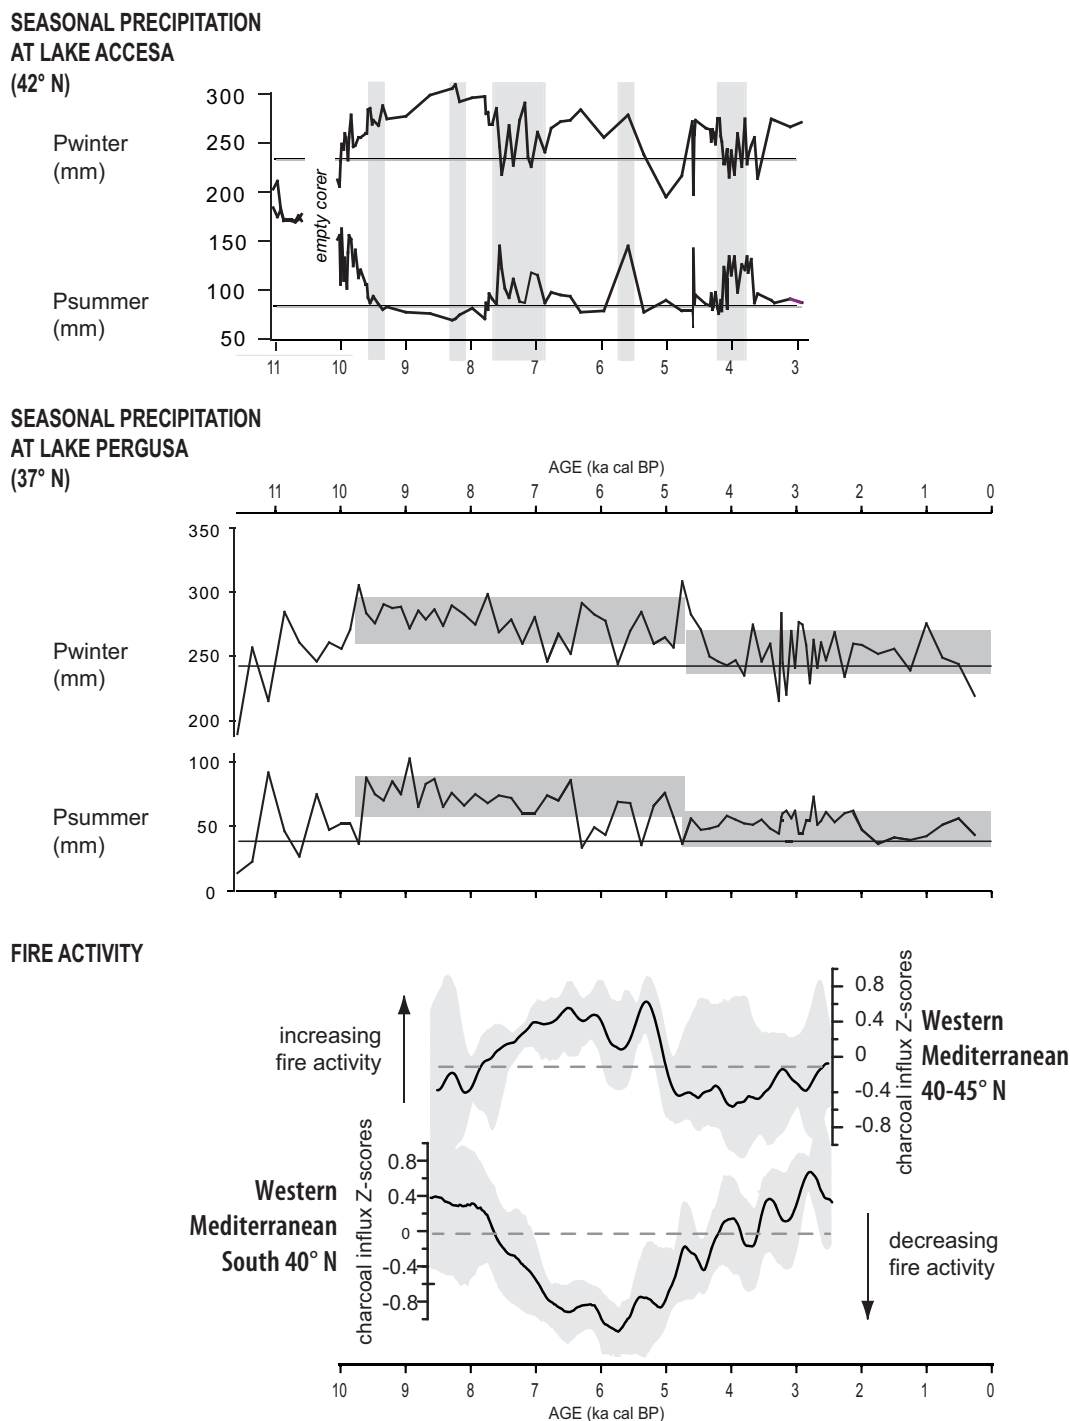 SEASONAL PRECIPITATION
AT LAKE ACCESA
(42° N)
Pwinter
(mm)
300
250
200
150
100
50
empty corer
Psummer
(mm)
11 10 9 8 7 6 5 4 3
SEASONAL PRECIPITATION
AT LAKE PERGUSA
(37° N)
AGE (ka cal BP)
11 10 9 8 7 6 5 4 3 2 1 0
350
300
250
200
Pwinter
(mm)
100
50
0
Psummer
(mm)
FIRE ACTIVITY
increasing
fire activity
0.8
0.4
0
-0.4
-0.8
charcoal influx Z-scores
Western
Mediterranean
40-45° N
Western
Mediterranean
South 40° N
charcoal influx Z-scores
0.8
0.4
0
-0.4
-0.8
decreasing
fire activity
10 9 8 7 6 5 4 3 2 1 0
AGE (ka cal BP)